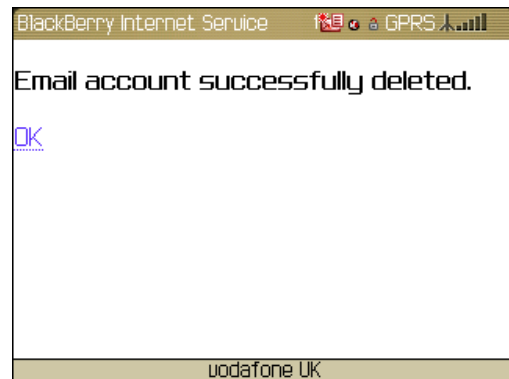 BlackBerry Internet Service GPRS
Email account successfully deleted.
OK
vodafone UK